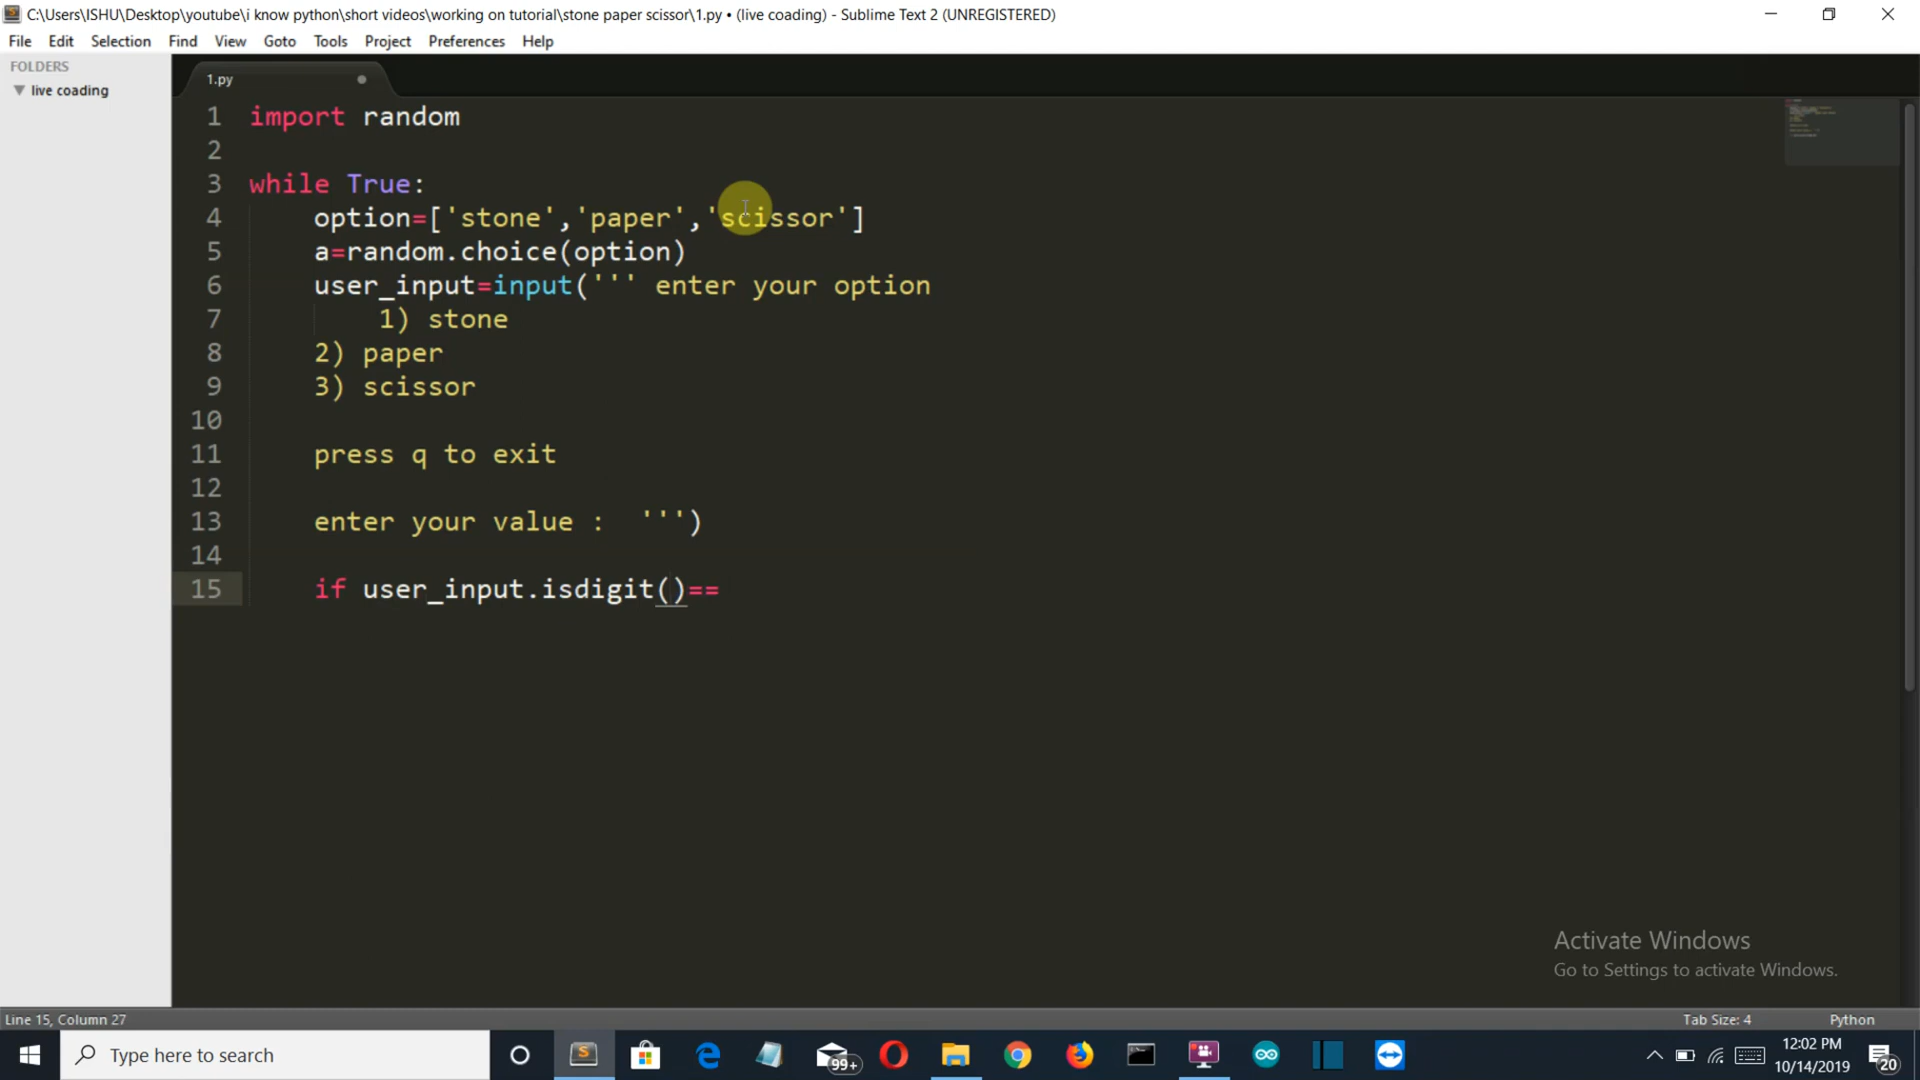 C:\Users\ISHU\Desktop\youtube\i know python\short videos\working on tutorial\stone paper scissor\1.py • (live coading) - Sublime Text 2 (UNREGISTERED)
File Edit Selection Find View Goto Tools Project Preferences Help
FOLDERS
live coading
1.py
1 import random
2
3 while True:
4     option=['stone','paper','scissor']
5     a=random.choice(option)
6     user_input=input(''' enter your option
7         1) stone
8     2) paper
9     3) scissor
10
11     press q to exit
12
13     enter your value :  ''')
14
15     if user_input.isdigit()==
Activate Windows
Go to Settings to activate Windows.
Line 15, Column 27
Tab Size: 4
Python
Type here to search
99+
12:02 PM
10/14/2019
20